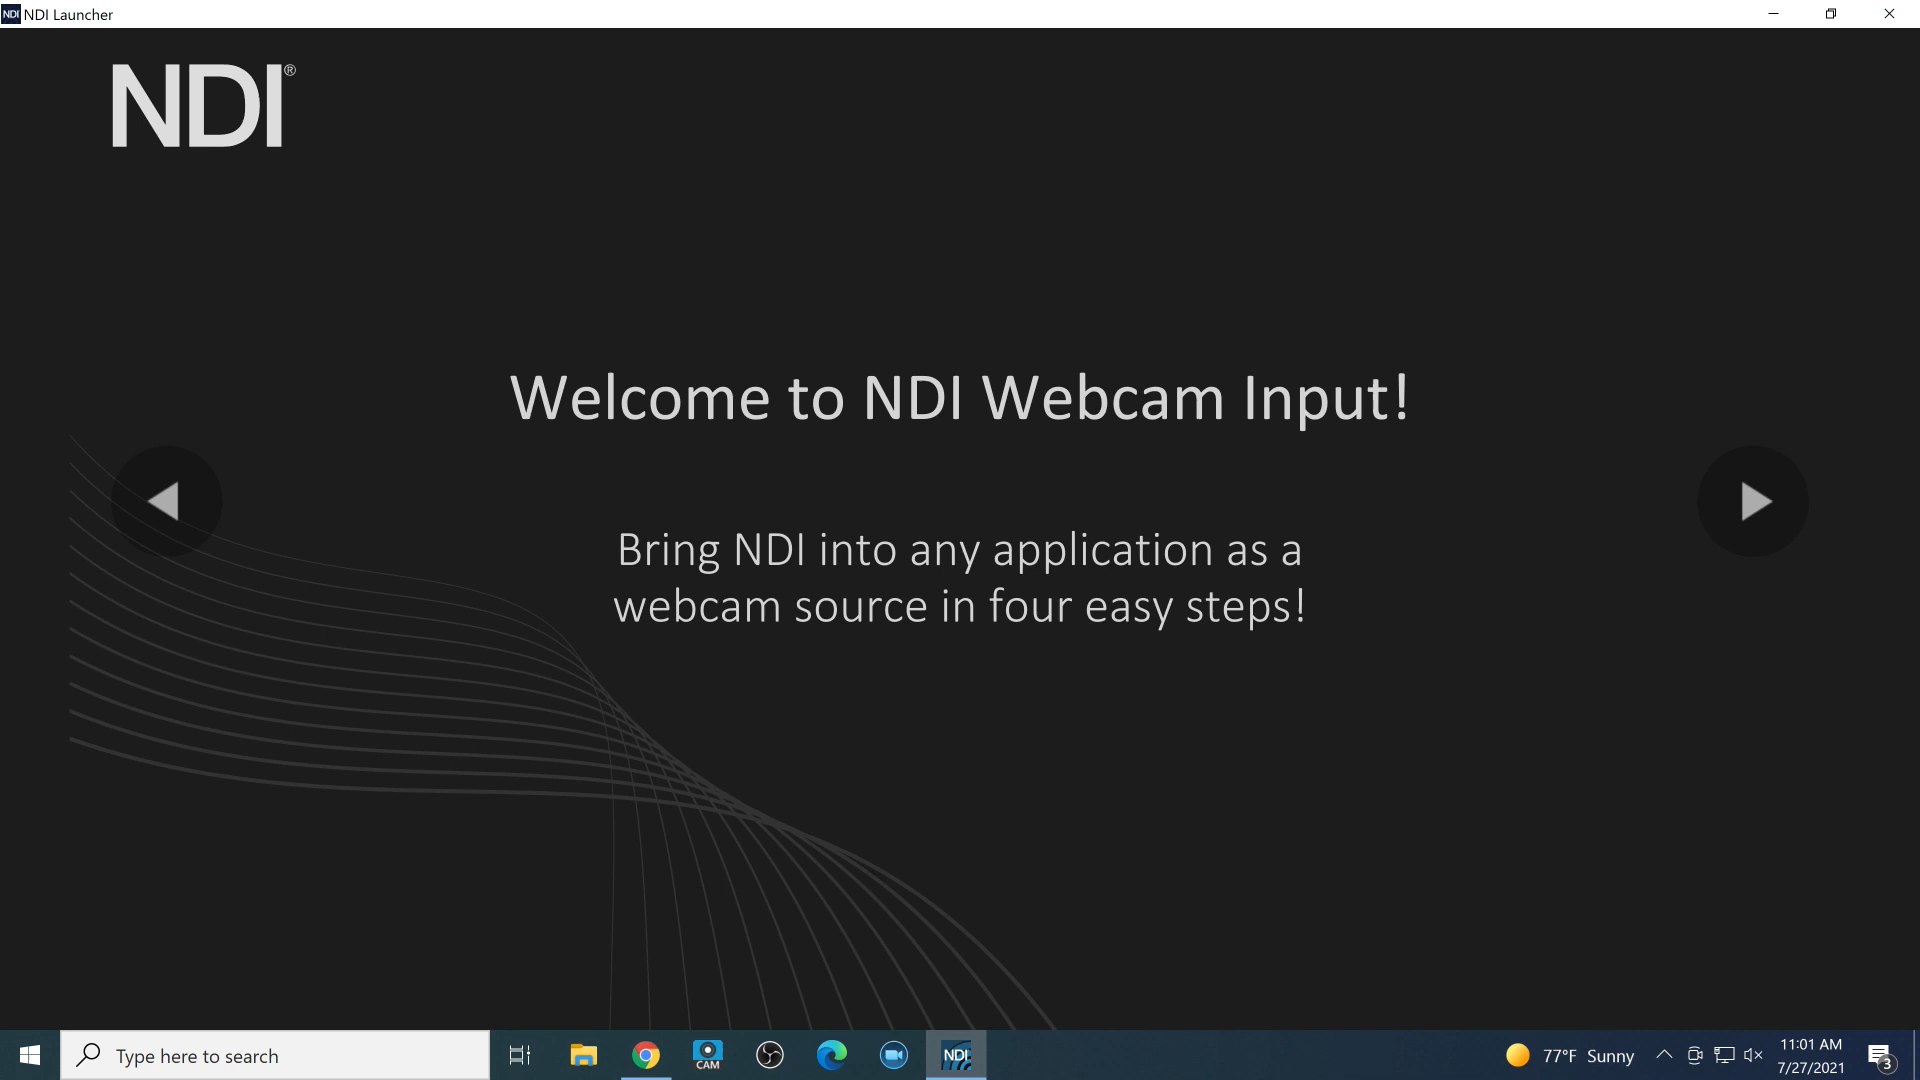 NDI NDI Launcher
NDI®
Welcome to NDI Webcam Input!
Bring NDI into any application as a
webcam source in four easy steps!
Type here to search
CAM
NDI
77°F Sunny
11:01 AM
7/27/2021
3